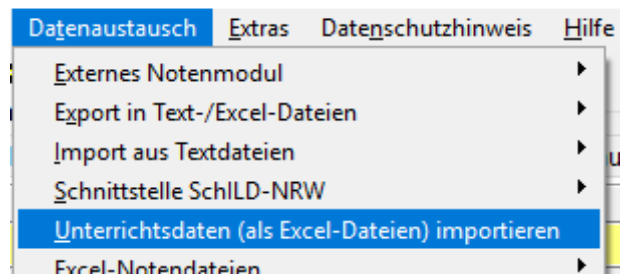 Datenaustausch Extras Datenschutzhinweis Hilfe
Externes Notenmodul
Export in Text-/Excel-Dateien
Import aus Textdateien
Schnittstelle SchILD-NRW
Unterrichtsdaten (als Excel-Dateien) importieren
Excel-Notendateien